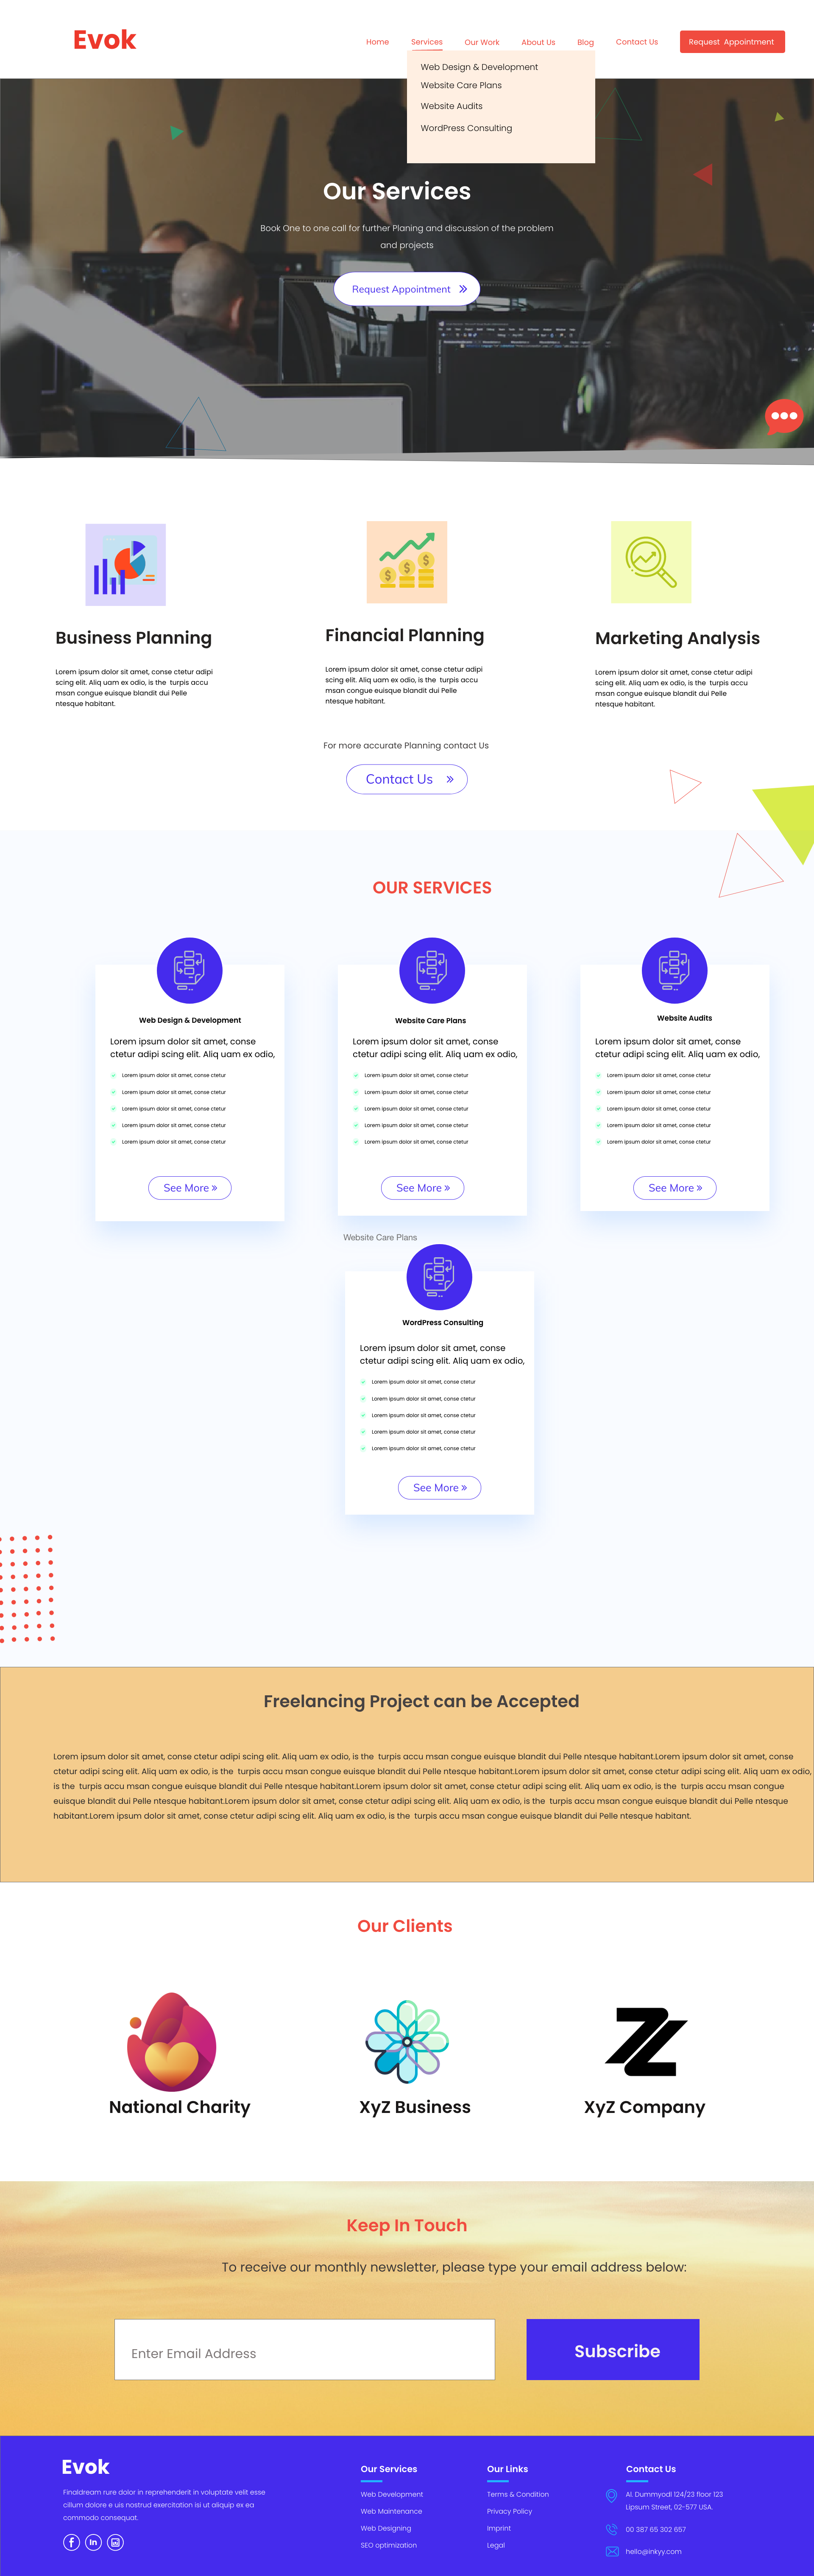 Evok
Home Services Our Work About Us Blog Contact Us Request Appointment
Web Design & Development
Website Care Plans
Website Audits
WordPress Consulting
Our Services
Book One to one call for further Planing and discussion of the problem
and projects
Request Appointment
Business Planning
Lorem ipsum dolor sit amet, conse ctetur adipi
scing elit. Aliq uam ex odio, is the turpis accu
msan congue euisque blandit dui Pelle
ntesque habitant.
Financial Planning
Lorem ipsum dolor sit amet, conse ctetur adipi
scing elit. Aliq uam ex odio, is the turpis accu
msan congue euisque blandit dui Pelle
ntesque habitant.
Marketing Analysis
Lorem ipsum dolor sit amet, conse ctetur adipi
scing elit. Aliq uam ex odio, is the turpis accu
msan congue euisque blandit dui Pelle
ntesque habitant.
For more accurate Planning contact Us
Contact Us
OUR SERVICES
Web Design & Development
Lorem ipsum dolor sit amet, conse
ctetur adipi scing elit. Aliq uam ex odio,
Lorem ipsum dolor sit amet, conse ctetur
Lorem ipsum dolor sit amet, conse ctetur
Lorem ipsum dolor sit amet, conse ctetur
Lorem ipsum dolor sit amet, conse ctetur
Lorem ipsum dolor sit amet, conse ctetur
See More
Website Care Plans
Lorem ipsum dolor sit amet, conse
ctetur adipi scing elit. Aliq uam ex odio,
Lorem ipsum dolor sit amet, conse ctetur
Lorem ipsum dolor sit amet, conse ctetur
Lorem ipsum dolor sit amet, conse ctetur
Lorem ipsum dolor sit amet, conse ctetur
Lorem ipsum dolor sit amet, conse ctetur
See More
Website Audits
Lorem ipsum dolor sit amet, conse
ctetur adipi scing elit. Aliq uam ex odio,
Lorem ipsum dolor sit amet, conse ctetur
Lorem ipsum dolor sit amet, conse ctetur
Lorem ipsum dolor sit amet, conse ctetur
Lorem ipsum dolor sit amet, conse ctetur
Lorem ipsum dolor sit amet, conse ctetur
See More
Website Care Plans
WordPress Consulting
Lorem ipsum dolor sit amet, conse
ctetur adipi scing elit. Aliq uam ex odio,
Lorem ipsum dolor sit amet, conse ctetur
Lorem ipsum dolor sit amet, conse ctetur
Lorem ipsum dolor sit amet, conse ctetur
Lorem ipsum dolor sit amet, conse ctetur
Lorem ipsum dolor sit amet, conse ctetur
See More
Freelancing Project can be Accepted
Lorem ipsum dolor sit amet, conse ctetur adipi scing elit. Aliq uam ex odio, is the turpis accu msan congue euisque blandit dui Pelle ntesque habitant.Lorem ipsum dolor sit amet, conse
ctetur adipi scing elit. Aliq uam ex odio, is the turpis accu msan congue euisque blandit dui Pelle ntesque habitant.Lorem ipsum dolor sit amet, conse ctetur adipi scing elit. Aliq uam ex odio,
is the turpis accu msan congue euisque blandit dui Pelle ntesque habitant.Lorem ipsum dolor sit amet, conse ctetur adipi scing elit. Aliq uam ex odio, is the turpis accu msan congue
euisque blandit dui Pelle ntesque habitant.Lorem ipsum dolor sit amet, conse ctetur adipi scing elit. Aliq uam ex odio, is the turpis accu msan congue euisque blandit dui Pelle ntesque
habitant.Lorem ipsum dolor sit amet, conse ctetur adipi scing elit. Aliq uam ex odio, is the turpis accu msan congue euisque blandit dui Pelle ntesque habitant.
Our Clients
National Charity
XyZ Business
XyZ Company
Keep In Touch
To receive our monthly newsletter, please type your email address below:
Enter Email Address
Subscribe
Evok
Finaldream rure dolor in reprehenderit in voluptate velit esse
cillum dolore e uis nostrud exercitation isi ut aliquip ex ea
commodo consequat.
Our Services
Web Development
Web Maintenance
Web Designing
SEO optimization
Our Links
Terms & Condition
Privacy Policy
Imprint
Legal
Contact Us
Al. Dummyodl 124/23 floor 123
Lipsum Street, 02-577 USA.
00 387 65 302 657
hello@inkyy.com